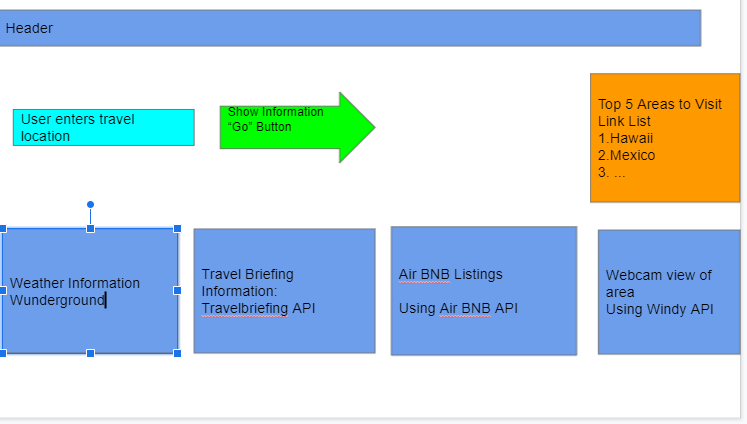 Header
User enters travel
location
Show Information
“Go” Button
Top 5 Areas to Visit
Link List
1.Hawaii
2.Mexico
3. ...
Weather Information
Wunderground
Travel Briefing
Information:
Travelbriefing API
Air BNB Listings
Using Air BNB API
Webcam view of
area
Using Windy API